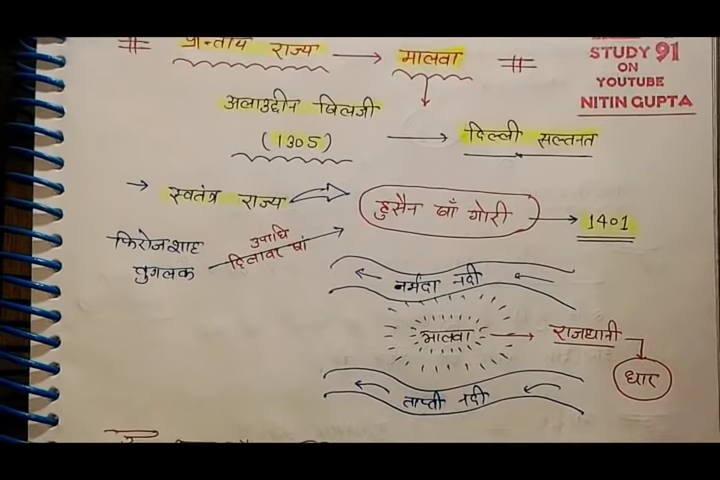 प्रान्तीय राज्य → मालवा
STUDY 91
ON
YOUTUBE
NITIN GUPTA
अलाउद्दीन खिलजी
(1305) → दिल्ली सल्तनत
→ स्वतंत्र राज्य
हुसैन खाँ गोरी → 1401
फिरोजशाह तुगलक
उपाधि
दिलावर खां
नर्मदा नदी
मालवा → राजधानी
धार
ताप्ती नदी